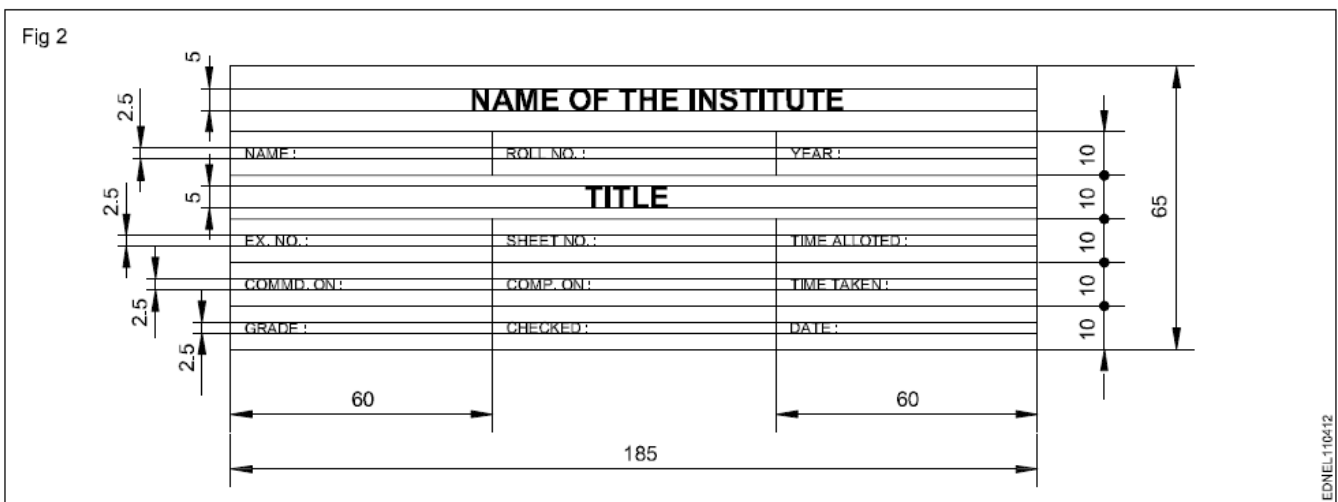 Fig 2
5
NAME OF THE INSTITUTE
2.5
NAME : ROLL NO. : YEAR : 10
5 TITLE 10 65
2.5
EX. NO. : SHEET NO. : TIME ALLOTED : 10
COMMD. ON : COMP. ON : TIME TAKEN : 10
2.5
GRADE : CHECKED : DATE : 10
2.5
60 60
185
EDNEL110412